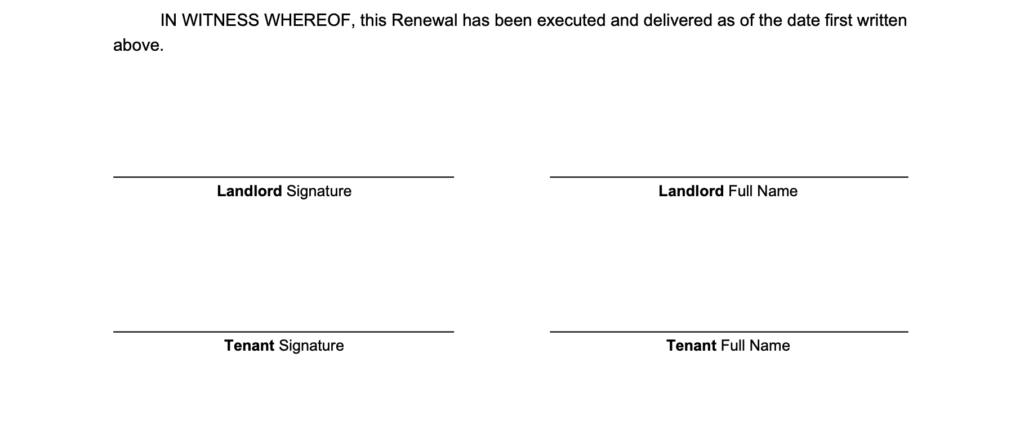 IN WITNESS WHEREOF, this Renewal has been executed and delivered as of the date first written
above.
Landlord Signature
Landlord Full Name
Tenant Signature
Tenant Full Name